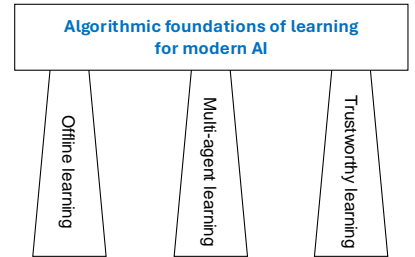 Algorithmic foundations of learning
for modern AI
Offline learning
Multi-agent learning
Trustworthy learning